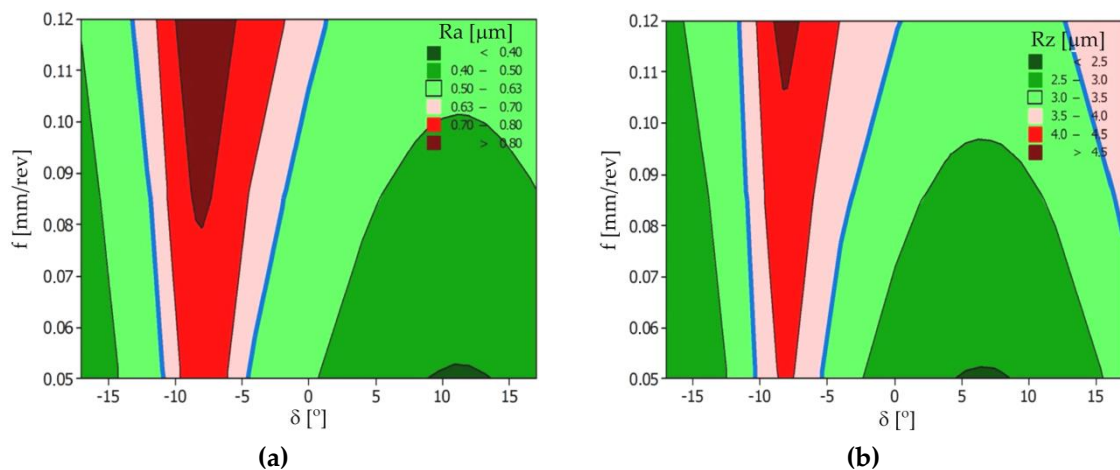 Ra [μm]
< 0.40
0.40 – 0.50
0.50 – 0.63
0.63 – 0.70
0.70 – 0.80
> 0.80
0.12
0.11
0.10
0.09
0.08
0.07
0.06
0.05
f [mm/rev]
-15 -10 -5 0 5 10 15
δ [°]
(a)
Rz [μm]
< 2.5
2.5 – 3.0
3.0 – 3.5
3.5 – 4.0
4.0 – 4.5
> 4.5
0.12
0.11
0.10
0.09
0.08
0.07
0.06
0.05
f [mm/rev]
-15 -10 -5 0 5 10 15
δ [°]
(b)